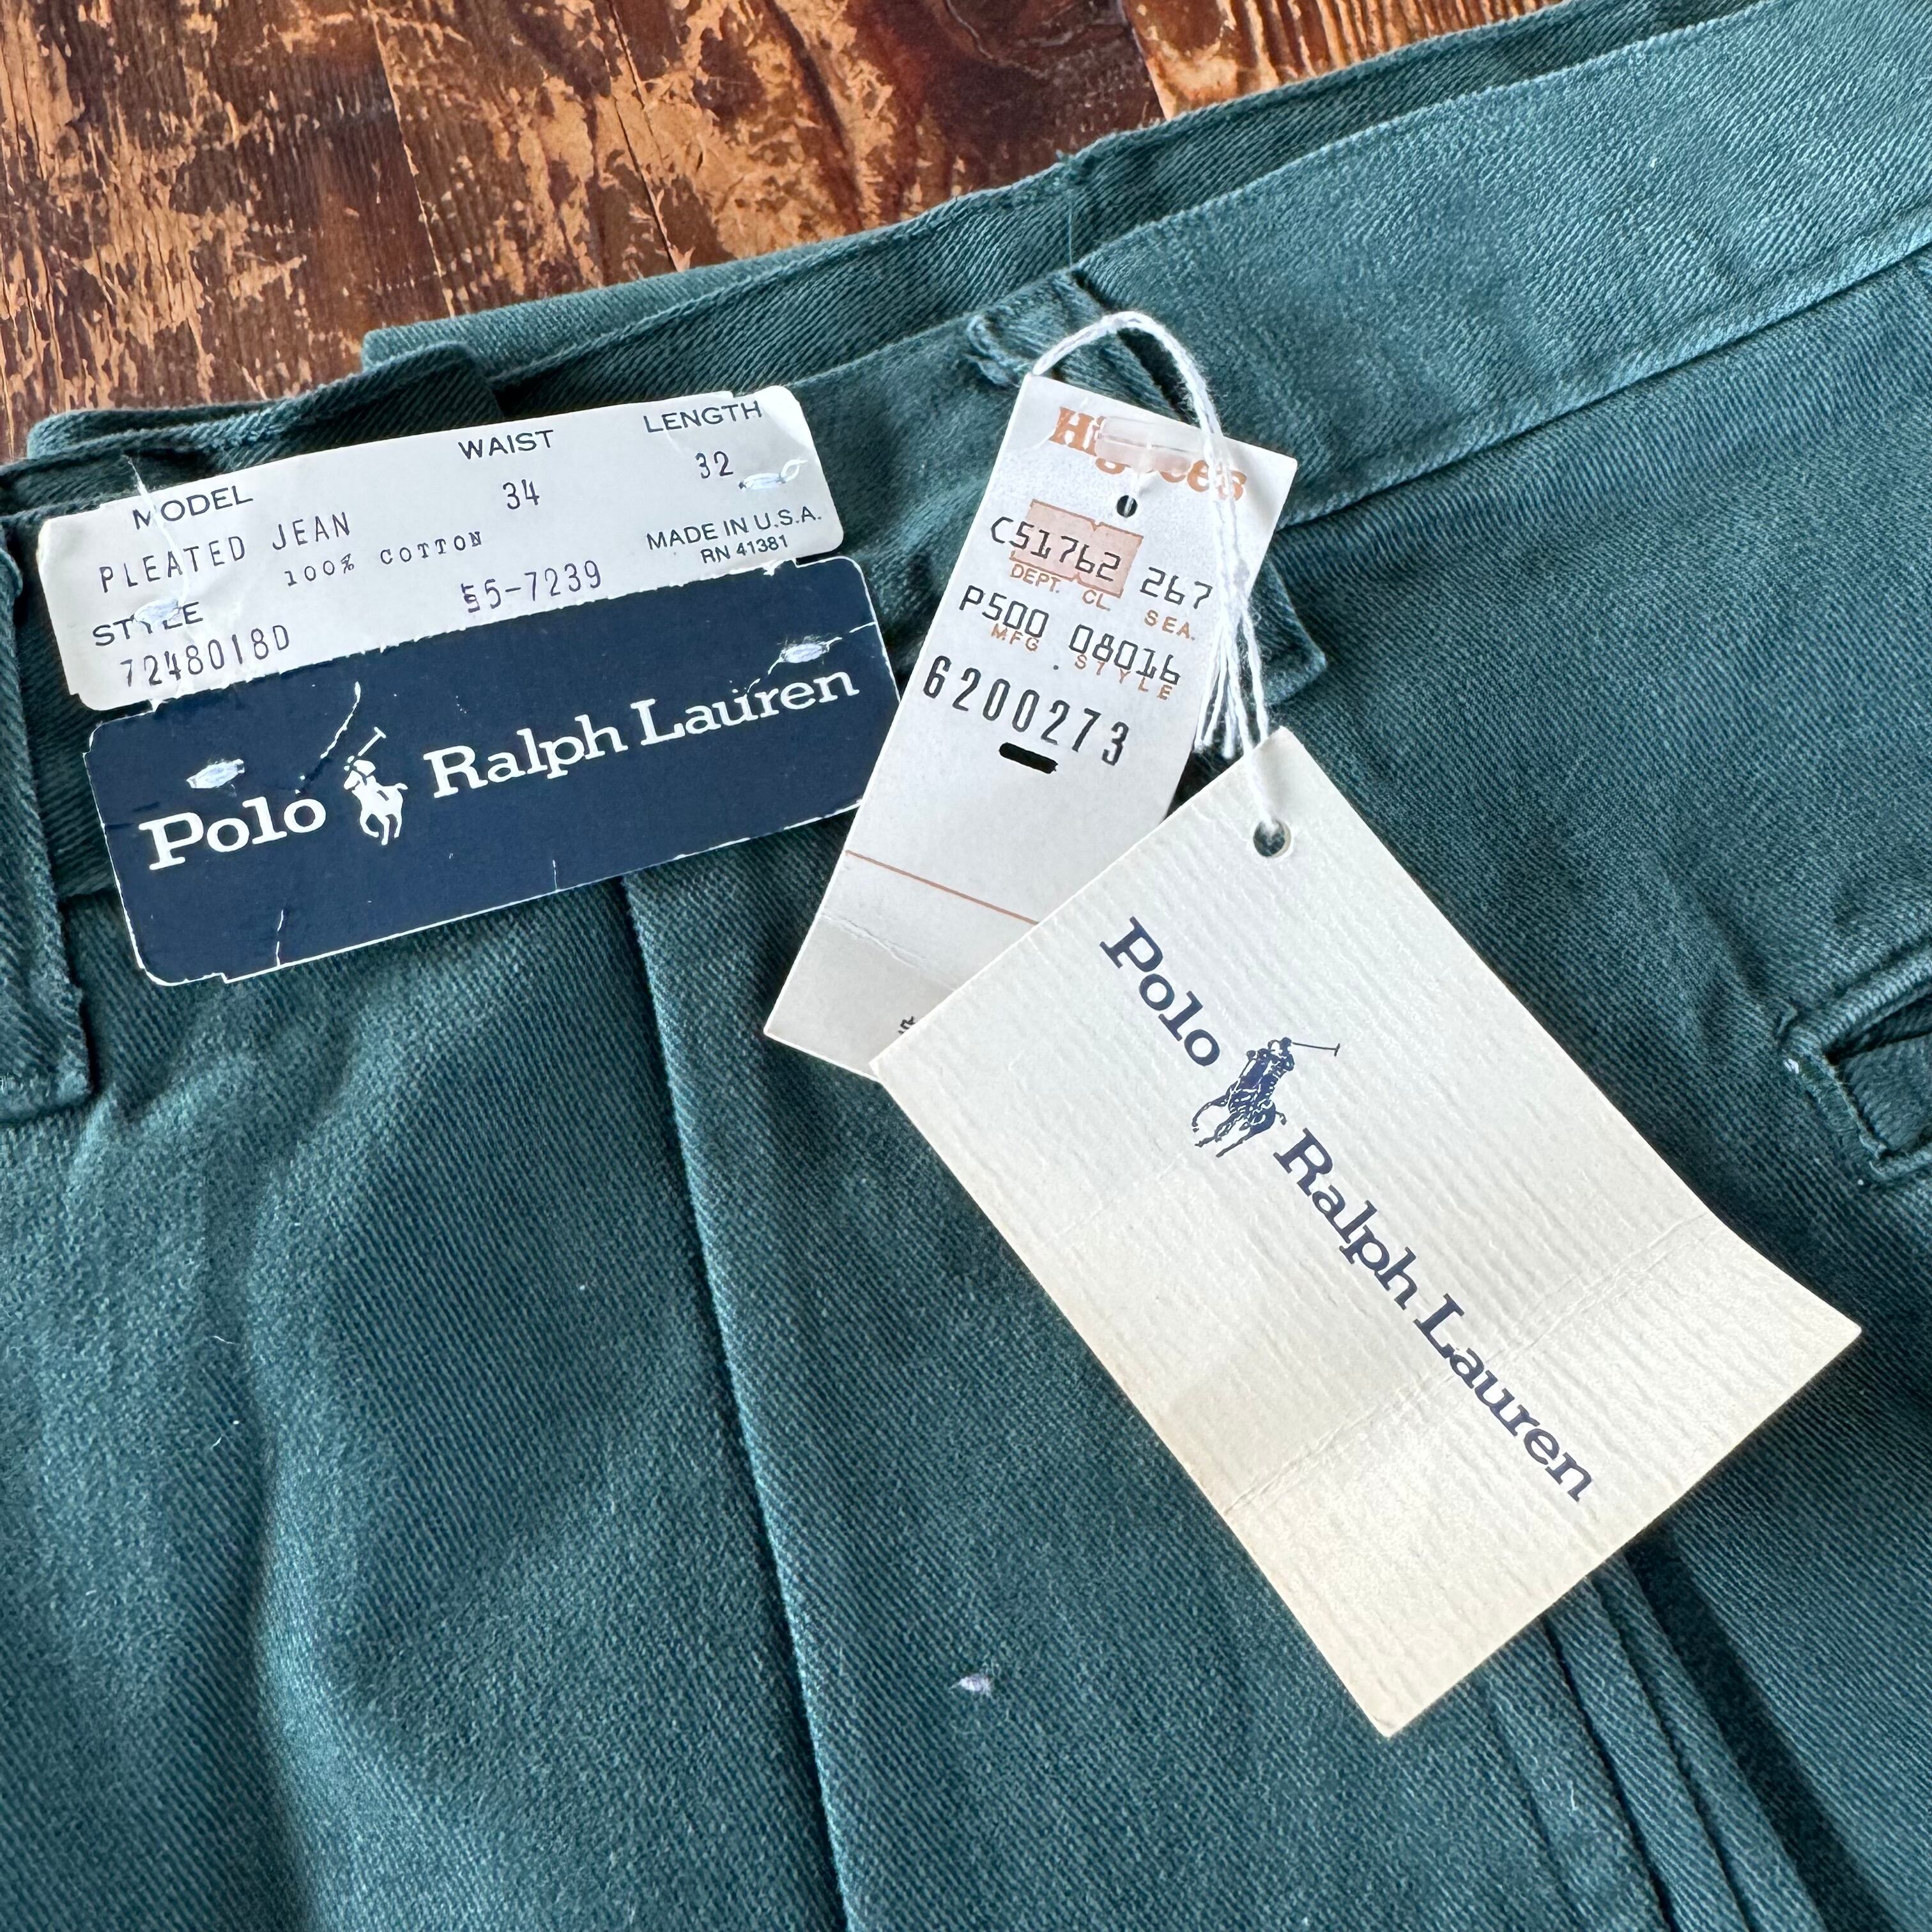 MODEL WAIST LENGTH
PLEATED JEAN 34 32
100% COTTON MADE IN U.S.A.
STYLE 55-7239 RN 41381
7248018D
Polo Ralph Lauren
C51762 267
DEPT. CL. SEA.
P500 08016
MFG. STYLE
6200273
Polo Ralph Lauren